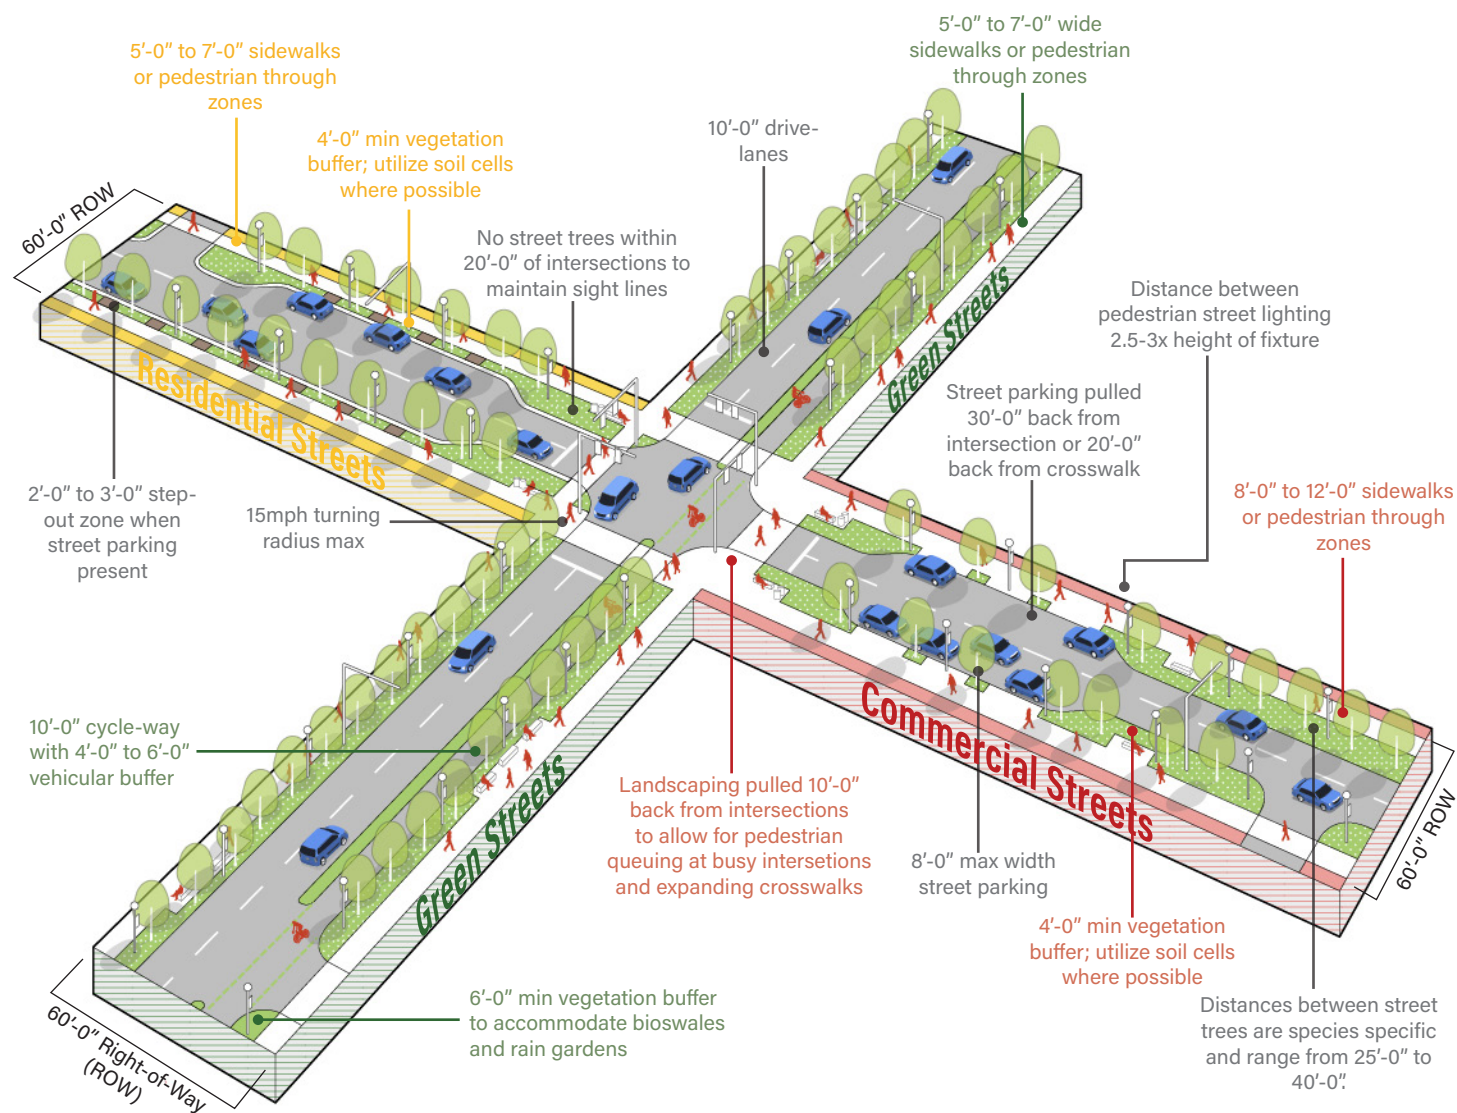 5'-0" to 7'-0" sidewalks
or pedestrian through
zones
4'-0" min vegetation
buffer; utilize soil cells
where possible
10'-0" drive-
lanes
5'-0" to 7'-0" wide
sidewalks or pedestrian
through zones
60'-0" ROW
No street trees within
20'-0" of intersections to
maintain sight lines
Distance between
pedestrian street lighting
2.5-3x height of fixture
Residential Streets
Green Streets
Street parking pulled
30'-0" back from
intersection or 20'-0"
back from crosswalk
2'-0" to 3'-0" step-
out zone when
street parking
present
15mph turning
radius max
8'-0" to 12'-0" sidewalks
or pedestrian through
zones
10'-0" cycle-way
with 4'-0" to 6'-0"
vehicular buffer
Green Streets
Commercial Streets
Landscaping pulled 10'-0"
back from intersections
to allow for pedestrian
queuing at busy intersetions
and expanding crosswalks
8'-0" max width
street parking
60'-0" ROW
4'-0" min vegetation
buffer; utilize soil cells
where possible
6'-0" min vegetation buffer
to accommodate bioswales
and rain gardens
Distances between street
trees are species specific
and range from 25'-0" to
40'-0".
60'-0" Right-of-Way
(ROW)